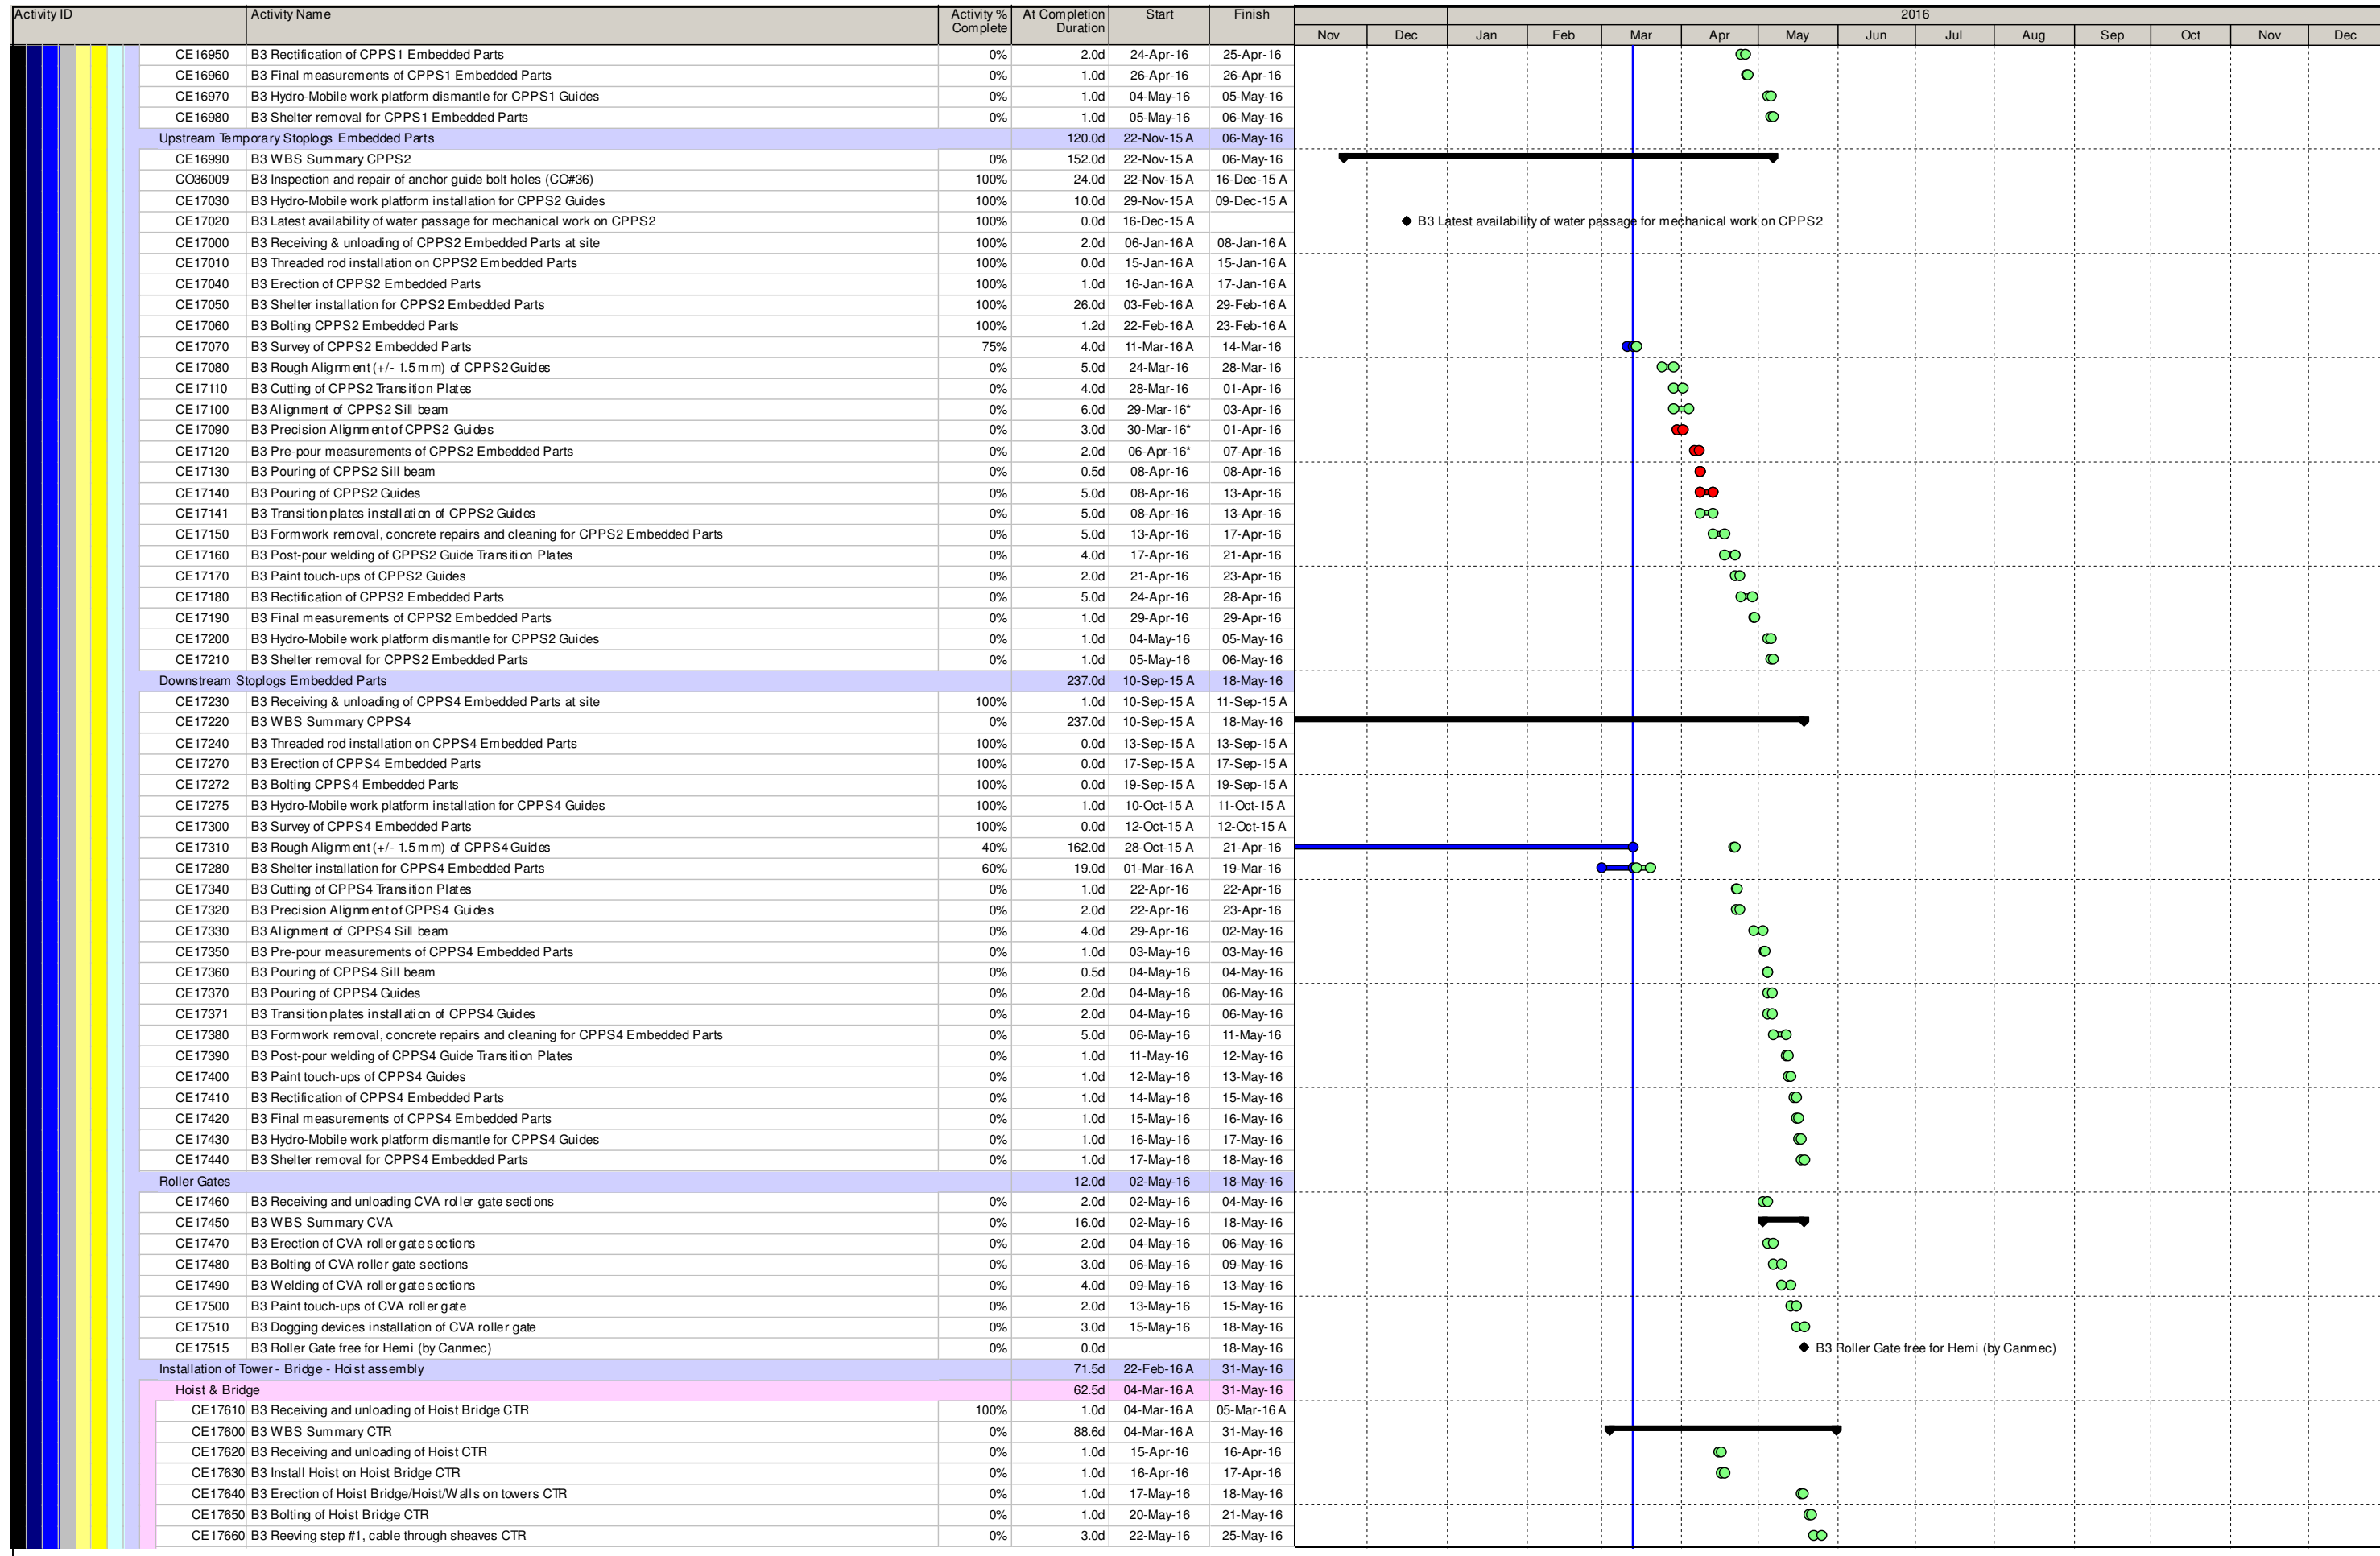 Activity ID Activity Name Activity % Complete At Completion Duration Start Finish 2016
Nov Dec Jan Feb Mar Apr May Jun Jul Aug Sep Oct Nov Dec
CE16950 B3 Rectification of CPPS1 Embedded Parts 0% 2.0d 24-Apr-16 25-Apr-16
CE16960 B3 Final measurements of CPPS1 Embedded Parts 0% 1.0d 26-Apr-16 26-Apr-16
CE16970 B3 Hydro-Mobile work platform dismantle for CPPS1 Guides 0% 1.0d 04-May-16 05-May-16
CE16980 B3 Shelter removal for CPPS1 Embedded Parts 0% 1.0d 05-May-16 06-May-16
Upstream Temporary Stoplogs Embedded Parts 120.0d 22-Nov-15 A 06-May-16
CE16990 B3 WBS Summary CPPS2 0% 152.0d 22-Nov-15 A 06-May-16
CO36009 B3 Inspection and repair of anchor guide bolt holes (CO#36) 100% 24.0d 22-Nov-15 A 16-Dec-15 A
CE17030 B3 Hydro-Mobile work platform installation for CPPS2 Guides 100% 10.0d 29-Nov-15 A 09-Dec-15 A
CE17020 B3 Latest availability of water passage for mechanical work on CPPS2 100% 0.0d 16-Dec-15 A B3 Latest availability of water passage for mechanical work on CPPS2
CE17000 B3 Receiving & unloading of CPPS2 Embedded Parts at site 100% 2.0d 06-Jan-16 A 08-Jan-16 A
CE17010 B3 Threaded rod installation on CPPS2 Embedded Parts 100% 0.0d 15-Jan-16 A 15-Jan-16 A
CE17040 B3 Erection of CPPS2 Embedded Parts 100% 1.0d 16-Jan-16 A 17-Jan-16 A
CE17050 B3 Shelter installation for CPPS2 Embedded Parts 100% 26.0d 03-Feb-16 A 29-Feb-16 A
CE17060 B3 Bolting CPPS2 Embedded Parts 100% 1.2d 22-Feb-16 A 23-Feb-16 A
CE17070 B3 Survey of CPPS2 Embedded Parts 75% 4.0d 11-Mar-16 A 14-Mar-16
CE17080 B3 Rough Alignment (+/- 1.5 mm) of CPPS2 Guides 0% 5.0d 24-Mar-16 28-Mar-16
CE17110 B3 Cutting of CPPS2 Transition Plates 0% 4.0d 28-Mar-16 01-Apr-16
CE17100 B3 Alignment of CPPS2 Sill beam 0% 6.0d 29-Mar-16* 03-Apr-16
CE17090 B3 Precision Alignment of CPPS2 Guides 0% 3.0d 30-Mar-16* 01-Apr-16
CE17120 B3 Pre-pour measurements of CPPS2 Embedded Parts 0% 2.0d 06-Apr-16* 07-Apr-16
CE17130 B3 Pouring of CPPS2 Sill beam 0% 0.5d 08-Apr-16 08-Apr-16
CE17140 B3 Pouring of CPPS2 Guides 0% 5.0d 08-Apr-16 13-Apr-16
CE17141 B3 Transition plates installation of CPPS2 Guides 0% 5.0d 08-Apr-16 13-Apr-16
CE17150 B3 Formwork removal, concrete repairs and cleaning for CPPS2 Embedded Parts 0% 5.0d 13-Apr-16 17-Apr-16
CE17160 B3 Post-pour welding of CPPS2 Guide Transition Plates 0% 4.0d 17-Apr-16 21-Apr-16
CE17170 B3 Paint touch-ups of CPPS2 Guides 0% 2.0d 21-Apr-16 23-Apr-16
CE17180 B3 Rectification of CPPS2 Embedded Parts 0% 5.0d 24-Apr-16 28-Apr-16
CE17190 B3 Final measurements of CPPS2 Embedded Parts 0% 1.0d 29-Apr-16 29-Apr-16
CE17200 B3 Hydro-Mobile work platform dismantle for CPPS2 Guides 0% 1.0d 04-May-16 05-May-16
CE17210 B3 Shelter removal for CPPS2 Embedded Parts 0% 1.0d 05-May-16 06-May-16
Downstream Stoplogs Embedded Parts 237.0d 10-Sep-15 A 18-May-16
CE17230 B3 Receiving & unloading of CPPS4 Embedded Parts at site 100% 1.0d 10-Sep-15 A 11-Sep-15 A
CE17220 B3 WBS Summary CPPS4 0% 237.0d 10-Sep-15 A 18-May-16
CE17240 B3 Threaded rod installation on CPPS4 Embedded Parts 100% 0.0d 13-Sep-15 A 13-Sep-15 A
CE17270 B3 Erection of CPPS4 Embedded Parts 100% 0.0d 17-Sep-15 A 17-Sep-15 A
CE17272 B3 Bolting CPPS4 Embedded Parts 100% 0.0d 19-Sep-15 A 19-Sep-15 A
CE17275 B3 Hydro-Mobile work platform installation for CPPS4 Guides 100% 1.0d 10-Oct-15 A 11-Oct-15 A
CE17300 B3 Survey of CPPS4 Embedded Parts 100% 0.0d 12-Oct-15 A 12-Oct-15 A
CE17310 B3 Rough Alignment (+/- 1.5 mm) of CPPS4 Guides 40% 162.0d 28-Oct-15 A 21-Apr-16
CE17280 B3 Shelter installation for CPPS4 Embedded Parts 60% 19.0d 01-Mar-16 A 19-Mar-16
CE17340 B3 Cutting of CPPS4 Transition Plates 0% 1.0d 22-Apr-16 22-Apr-16
CE17320 B3 Precision Alignment of CPPS4 Guides 0% 2.0d 22-Apr-16 23-Apr-16
CE17330 B3 Alignment of CPPS4 Sill beam 0% 4.0d 29-Apr-16 02-May-16
CE17350 B3 Pre-pour measurements of CPPS4 Embedded Parts 0% 1.0d 03-May-16 03-May-16
CE17360 B3 Pouring of CPPS4 Sill beam 0% 0.5d 04-May-16 04-May-16
CE17370 B3 Pouring of CPPS4 Guides 0% 2.0d 04-May-16 06-May-16
CE17371 B3 Transition plates installation of CPPS4 Guides 0% 2.0d 04-May-16 06-May-16
CE17380 B3 Formwork removal, concrete repairs and cleaning for CPPS4 Embedded Parts 0% 5.0d 06-May-16 11-May-16
CE17390 B3 Post-pour welding of CPPS4 Guide Transition Plates 0% 1.0d 11-May-16 12-May-16
CE17400 B3 Paint touch-ups of CPPS4 Guides 0% 1.0d 12-May-16 13-May-16
CE17410 B3 Rectification of CPPS4 Embedded Parts 0% 1.0d 14-May-16 15-May-16
CE17420 B3 Final measurements of CPPS4 Embedded Parts 0% 1.0d 15-May-16 16-May-16
CE17430 B3 Hydro-Mobile work platform dismantle for CPPS4 Guides 0% 1.0d 16-May-16 17-May-16
CE17440 B3 Shelter removal for CPPS4 Embedded Parts 0% 1.0d 17-May-16 18-May-16
Roller Gates 12.0d 02-May-16 18-May-16
CE17460 B3 Receiving and unloading CVA roller gate sections 0% 2.0d 02-May-16 04-May-16
CE17450 B3 WBS Summary CVA 0% 16.0d 02-May-16 18-May-16
CE17470 B3 Erection of CVA roller gate sections 0% 2.0d 04-May-16 06-May-16
CE17480 B3 Bolting of CVA roller gate sections 0% 3.0d 06-May-16 09-May-16
CE17490 B3 Welding of CVA roller gate sections 0% 4.0d 09-May-16 13-May-16
CE17500 B3 Paint touch-ups of CVA roller gate 0% 2.0d 13-May-16 15-May-16
CE17510 B3 Dogging devices installation of CVA roller gate 0% 3.0d 15-May-16 18-May-16
CE17515 B3 Roller Gate free for Hemi (by Canmec) 0% 0.0d 18-May-16 B3 Roller Gate free for Hemi (by Canmec)
Installation of Tower - Bridge - Hoist assembly 71.5d 22-Feb-16 A 31-May-16
Hoist & Bridge 62.5d 04-Mar-16 A 31-May-16
CE17610 B3 Receiving and unloading of Hoist Bridge CTR 100% 1.0d 04-Mar-16 A 05-Mar-16 A
CE17600 B3 WBS Summary CTR 0% 88.6d 04-Mar-16 A 31-May-16
CE17620 B3 Receiving and unloading of Hoist CTR 0% 1.0d 15-Apr-16 16-Apr-16
CE17630 B3 Install Hoist on Hoist Bridge CTR 0% 1.0d 16-Apr-16 17-Apr-16
CE17640 B3 Erection of Hoist Bridge/Hoist/Walls on towers CTR 0% 1.0d 17-May-16 18-May-16
CE17650 B3 Bolting of Hoist Bridge CTR 0% 1.0d 20-May-16 21-May-16
CE17660 B3 Reeving step #1, cable through sheaves CTR 0% 3.0d 22-May-16 25-May-16